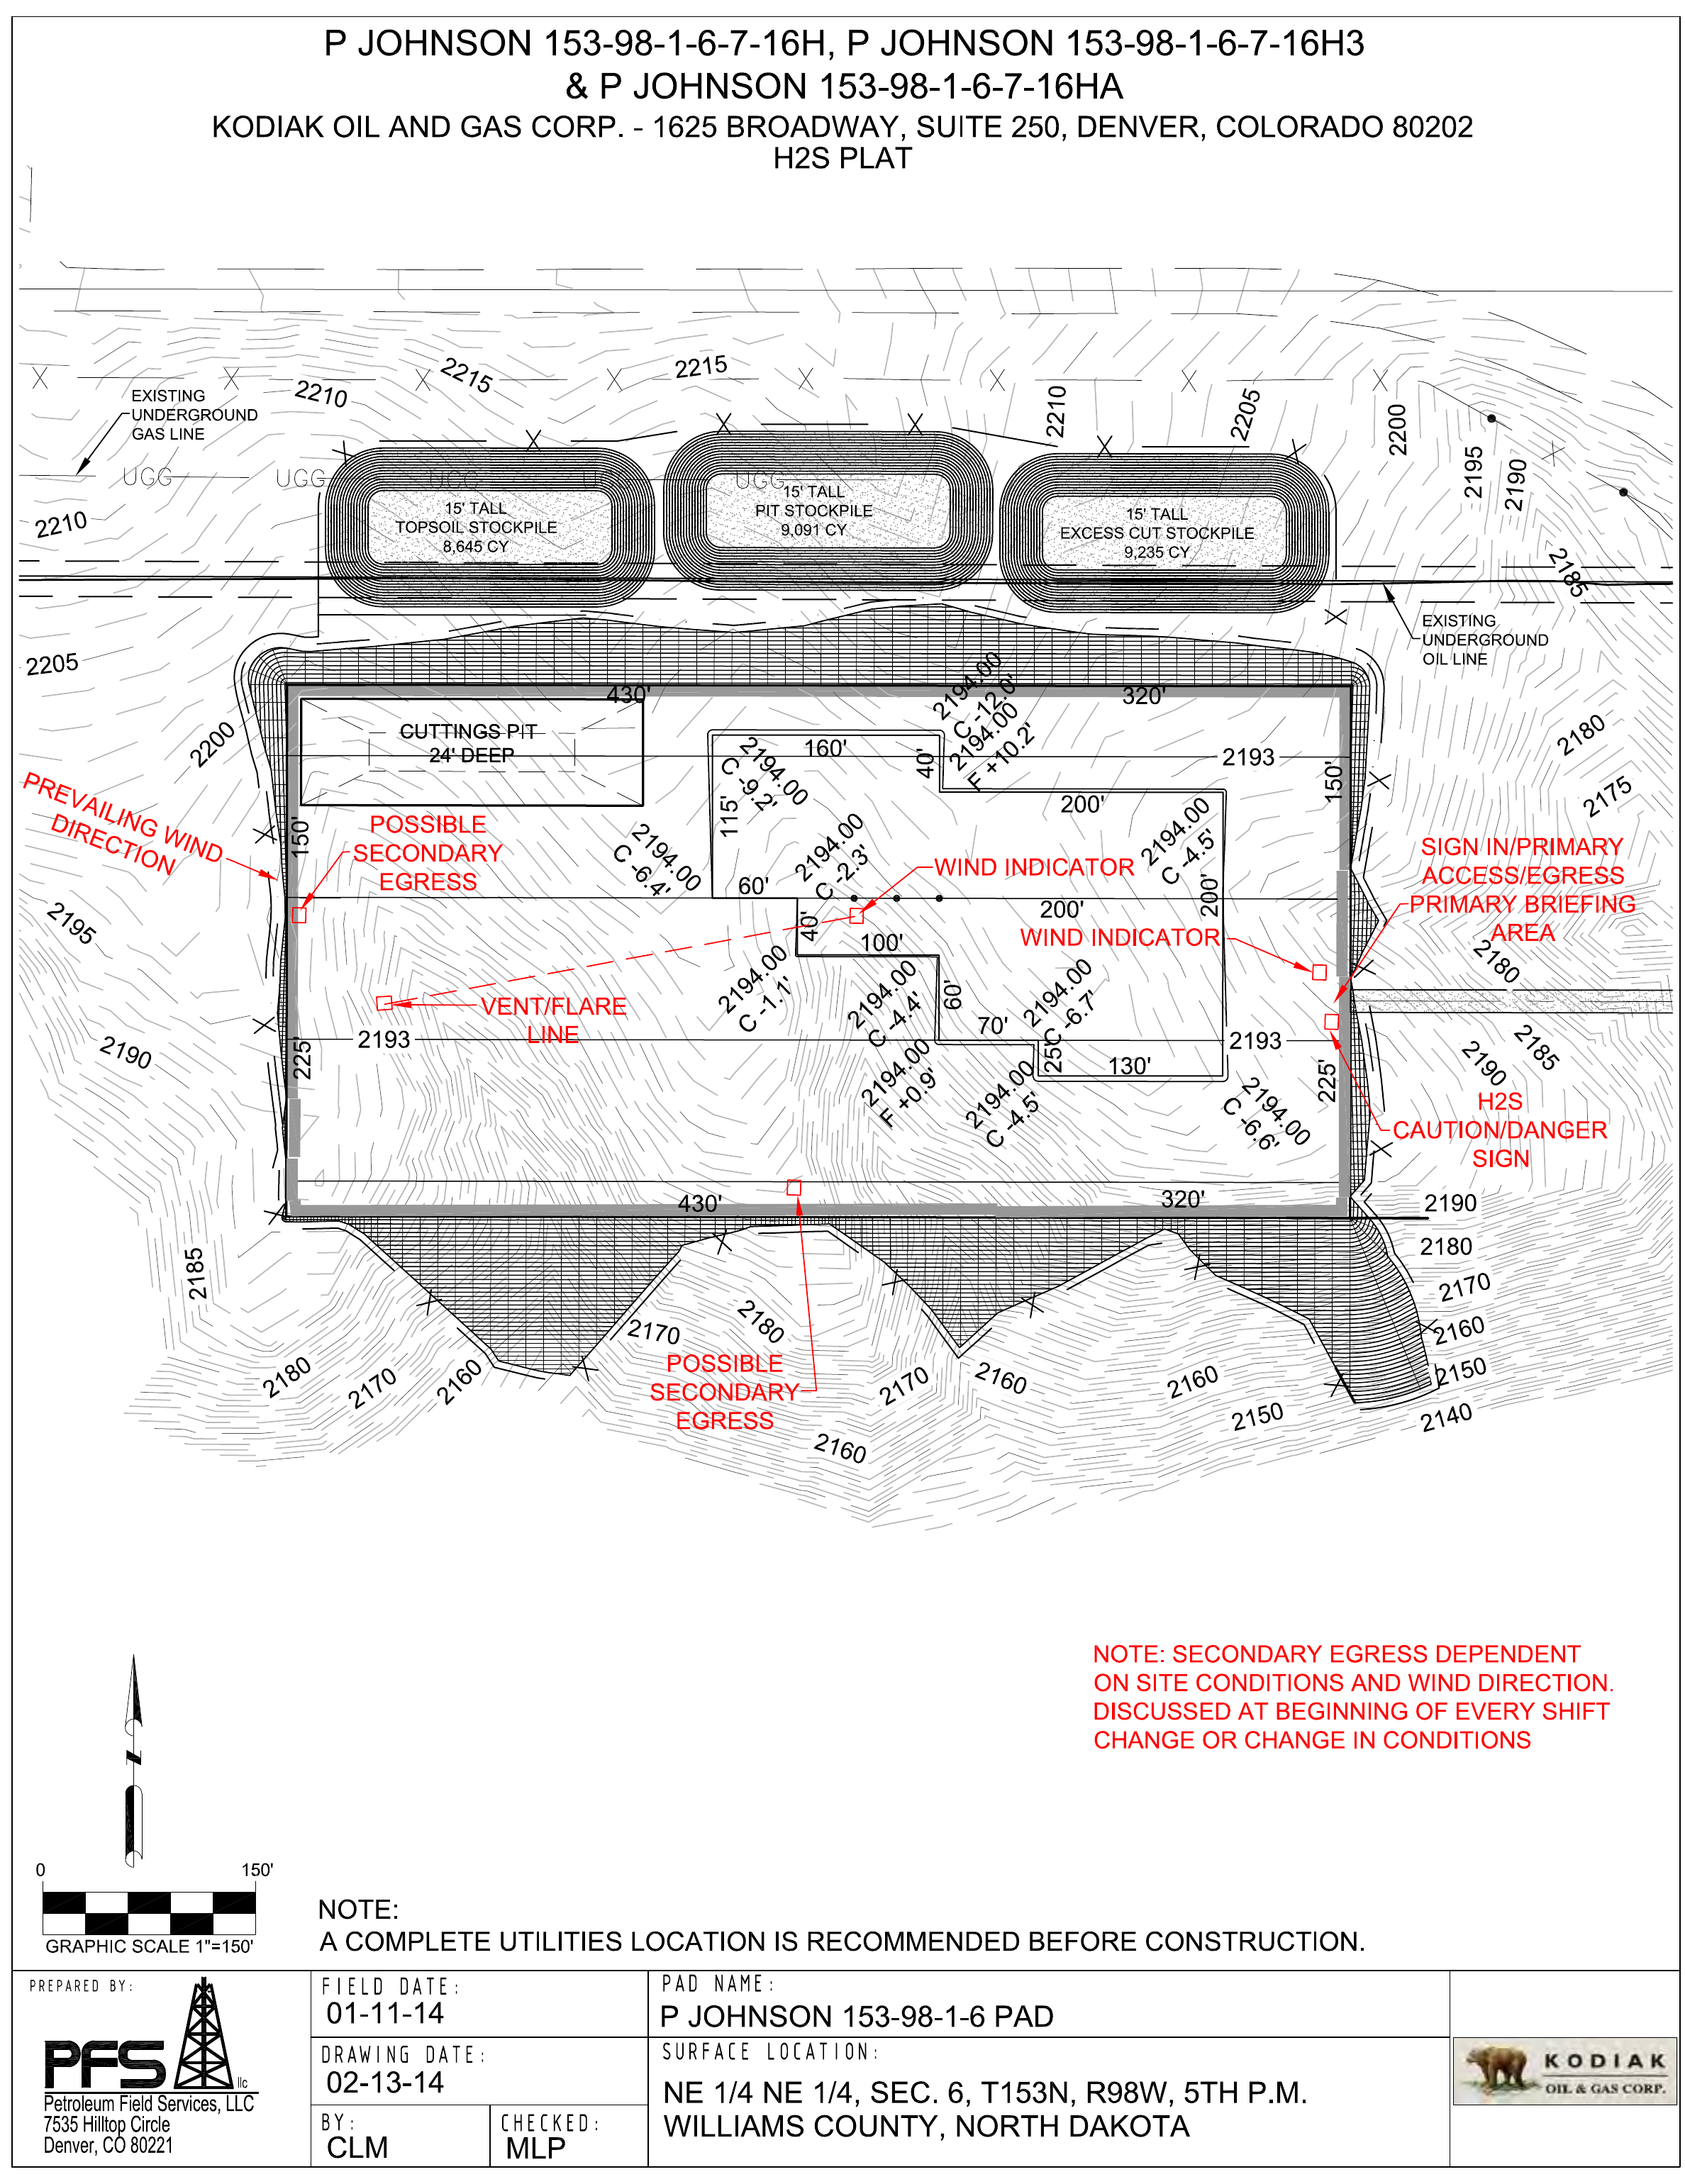 P JOHNSON 153-98-1-6-7-16H, P JOHNSON 153-98-1-6-7-16H3
& P JOHNSON 153-98-1-6-7-16HA
KODIAK OIL AND GAS CORP. - 1625 BROADWAY, SUITE 250, DENVER, COLORADO 80202
H2S PLAT
2215
2215
2210
2210
2205
2200
2195
2190
EXISTING
UNDERGROUND
GAS LINE
UGG
UGG
UGG
U
UGG
15' TALL
TOPSOIL STOCKPILE
8,645 CY
15' TALL
PIT STOCKPILE
9,091 CY
15' TALL
EXCESS CUT STOCKPILE
9,235 CY
2210
2185
EXISTING
UNDERGROUND
OIL LINE
2205
2200
2180
2175
430'
320'
CUTTINGS PIT
24' DEEP
2194.00
C -12.0'
2194.00
F +10.2'
160'
40'
2193
150'
2194.00
C -9.2'
115'
200'
PREVAILING WIND
DIRECTION
150'
POSSIBLE
SECONDARY
EGRESS
2194.00
C -6.4'
2194.00
C -2.3'
2194.00
C -4.5'
WIND INDICATOR
SIGN IN/PRIMARY
ACCESS/EGRESS
PRIMARY BRIEFING
AREA
60'
200'
200'
40'
100'
WIND INDICATOR
2195
2180
2194.00
C -1.1'
2194.00
C -4.4'
60'
2194.00
C -6.7'
VENT/FLARE
LINE
70'
2193
2193
2190
225'
25'
130'
225'
2194.00
F +0.9'
2194.00
C -4.5'
2194.00
C -6.6'
2185
2190
H2S
CAUTION/DANGER
SIGN
430'
320'
2190
2180
2170
2160
2150
2140
2185
2180
2170
2160
2170
2180
POSSIBLE
SECONDARY
EGRESS
2160
2170
2160
2160
2150
NOTE: SECONDARY EGRESS DEPENDENT
ON SITE CONDITIONS AND WIND DIRECTION.
DISCUSSED AT BEGINNING OF EVERY SHIFT
CHANGE OR CHANGE IN CONDITIONS
N
0 150'
GRAPHIC SCALE 1"=150'
NOTE:
A COMPLETE UTILITIES LOCATION IS RECOMMENDED BEFORE CONSTRUCTION.
PREPARED BY:
PFS
llc
Petroleum Field Services, LLC
7535 Hilltop Circle
Denver, CO 80221
FIELD DATE:
01-11-14
DRAWING DATE:
02-13-14
BY:
CLM
CHECKED:
MLP
PAD NAME:
P JOHNSON 153-98-1-6 PAD
SURFACE LOCATION:
NE 1/4 NE 1/4, SEC. 6, T153N, R98W, 5TH P.M.
WILLIAMS COUNTY, NORTH DAKOTA
KODIAK
OIL & GAS CORP.